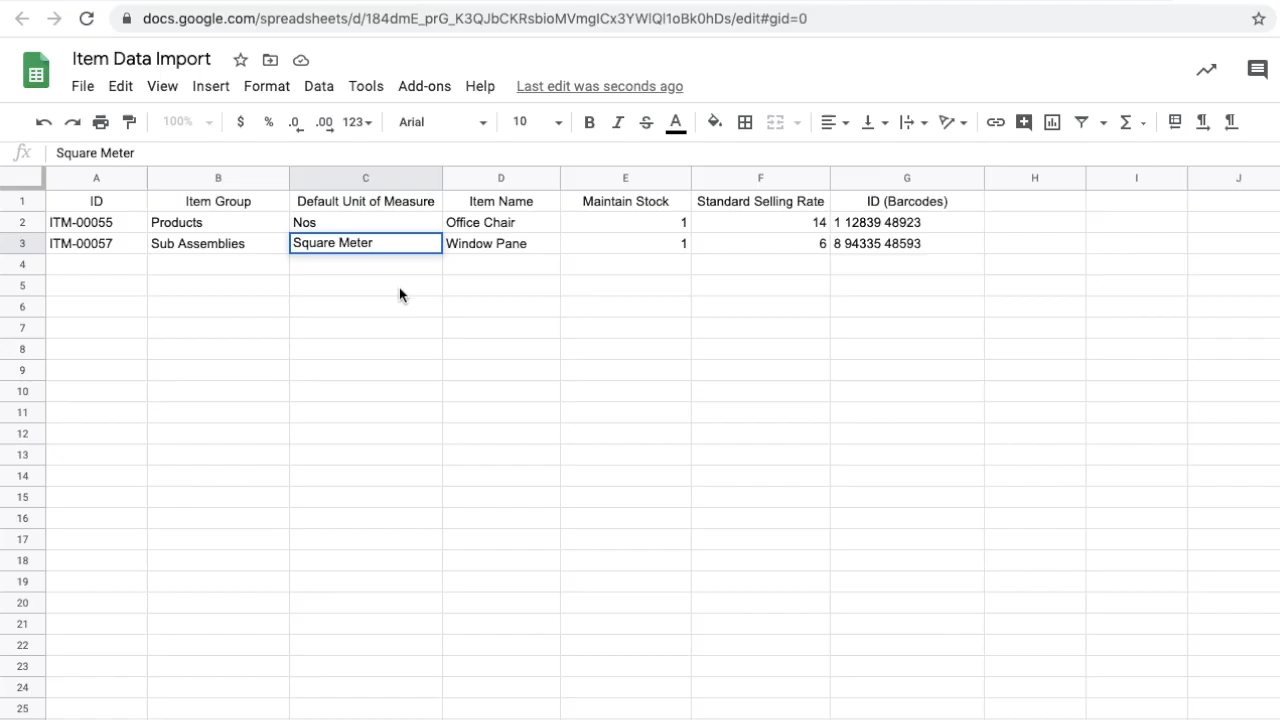 docs.google.com/spreadsheets/d/184dmE_prG_K3QJbCKRsbioMVmgICx3YWlQl1oBk0hDs/edit#gid=0
Item Data Import
File Edit View Insert Format Data Tools Add-ons Help Last edit was seconds ago
100% $ % .0 .00 123 Arial 10 B I S A
fx Square Meter
A B C D E F G H I J
1 ID Item Group Default Unit of Measure Item Name Maintain Stock Standard Selling Rate ID (Barcodes)
2 ITM-00055 Products Nos Office Chair 1 14 1 12839 48923
3 ITM-00057 Sub Assemblies Square Meter Window Pane 1 6 8 94335 48593
4
5
6
7
8
9
10
11
12
13
14
15
16
17
18
19
20
21
22
23
24
25